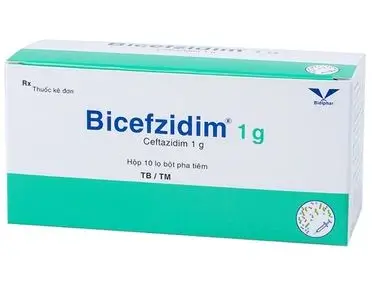 Rx
Thuốc kê đơn
Bidiphar
Bicefzidim® 1 g
Ceftazidim 1 g
Hộp 10 lọ bột pha tiêm
TB / TM